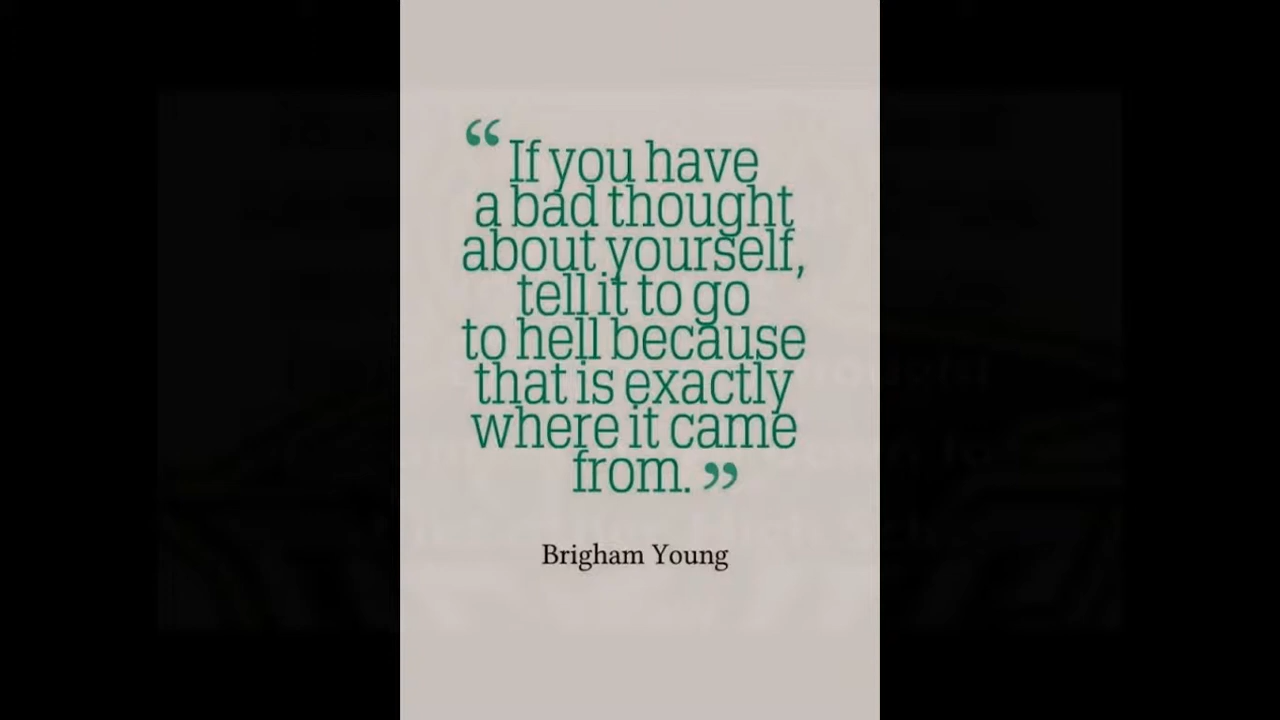 “ If you have
a bad thought
about yourself,
tell it to go
to hell because
that is exactly
where it came
from. ”
Brigham Young